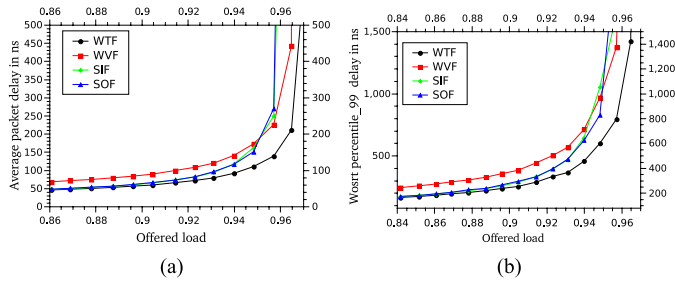 0.86 0.88 0.9 0.92 0.94 0.96
500 450 400 350 300 250 200 150 100 50 0
500 400 300 200 100 0
WTF
WVF
SIF
SOF
Average packet delay in ns
0.86 0.88 0.9 0.92 0.94 0.96
Offered load
(a)
0.84 0.86 0.88 0.9 0.92 0.94 0.96
1,500 1,000 500
1,400 1,200 1,000 800 600 400 200
WTF
WVF
SIF
SOF
Wosrt percentile_99 delay in ns
0.84 0.86 0.88 0.9 0.92 0.94 0.96
Offered load
(b)